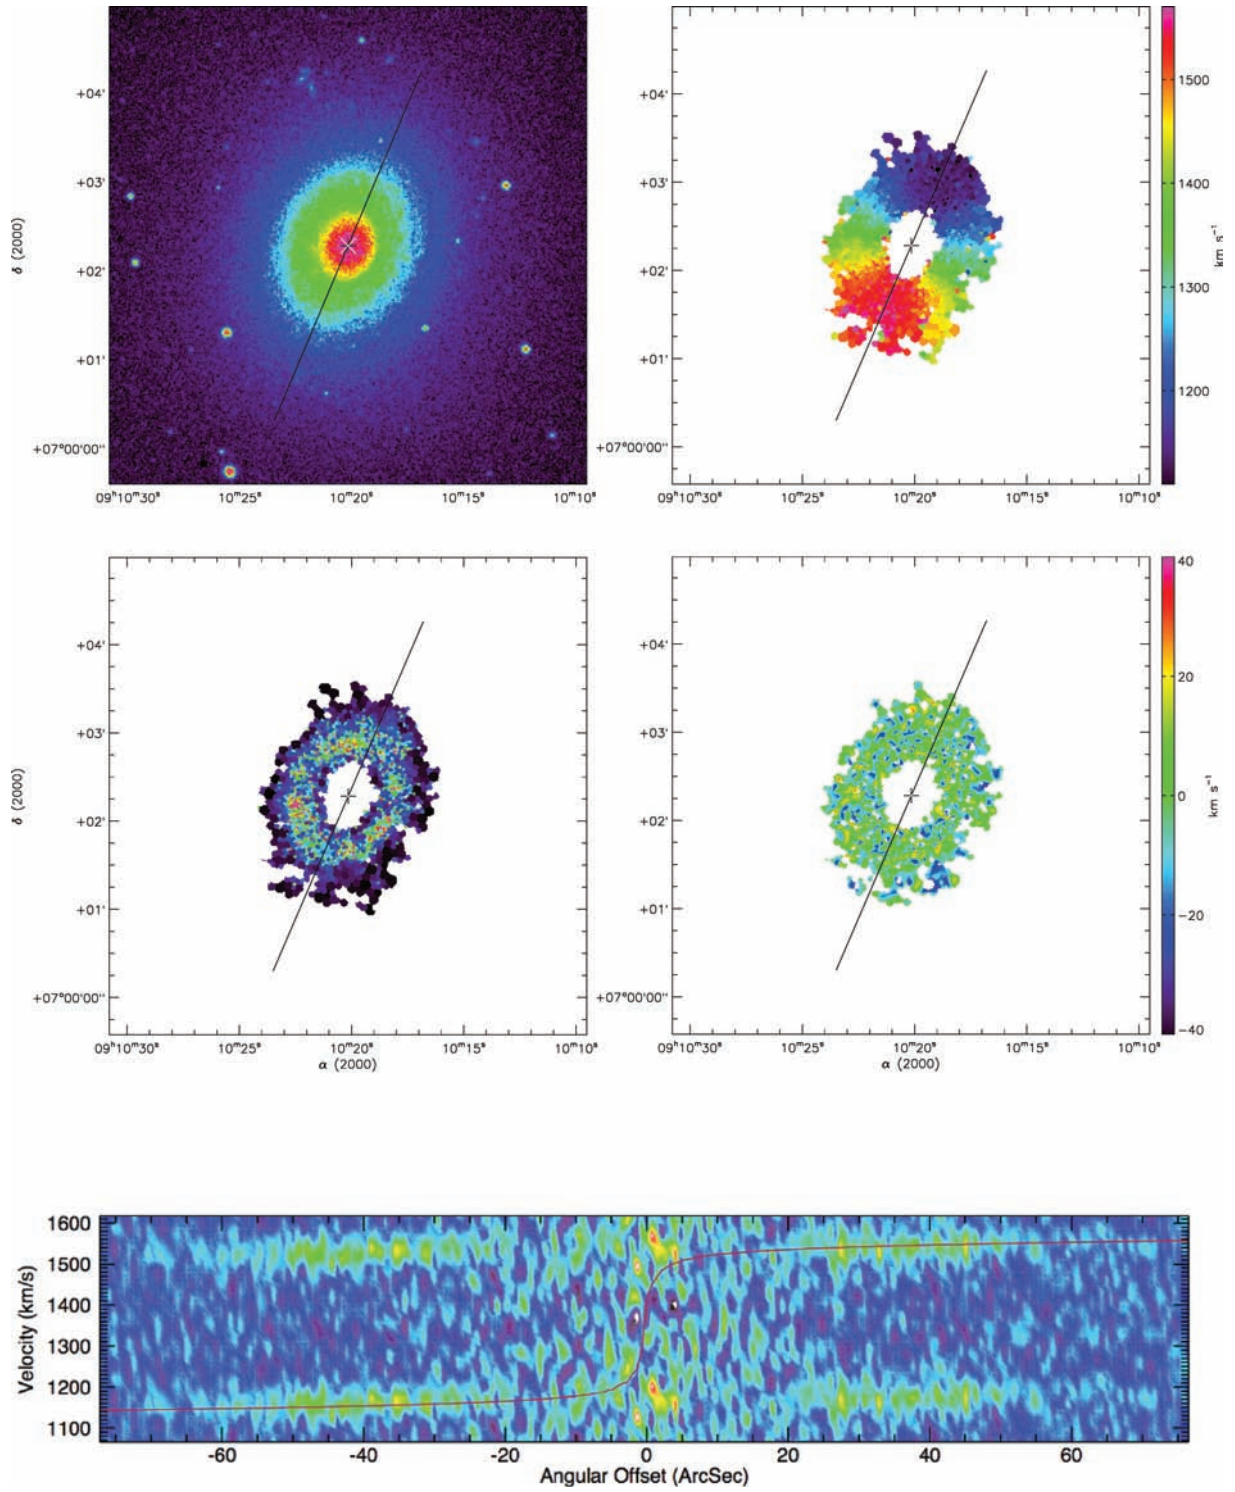 +04'
+03'
+02'
+01'
+07°00'00''
δ (2000)
09ʰ10ᵐ30ˢ 10ᵐ25ˢ 10ᵐ20ˢ 10ᵐ15ˢ 10ᵐ10ˢ
+04'
+03'
+02'
+01'
+07°00'00''
09ʰ10ᵐ30ˢ 10ᵐ25ˢ 10ᵐ20ˢ 10ᵐ15ˢ 10ᵐ10ˢ
1500
1400
1300
1200
km s⁻¹
+04'
+03'
+02'
+01'
+07°00'00''
δ (2000)
09ʰ10ᵐ30ˢ 10ᵐ25ˢ 10ᵐ20ˢ 10ᵐ15ˢ 10ᵐ10ˢ
α (2000)
+04'
+03'
+02'
+01'
+07°00'00''
09ʰ10ᵐ30ˢ 10ᵐ25ˢ 10ᵐ20ˢ 10ᵐ15ˢ 10ᵐ10ˢ
α (2000)
40
20
0
−20
−40
km s⁻¹
1600
1500
1400
1300
1200
1100
Velocity (km/s)
-60 -40 -20 0 20 40 60
Angular Offset (ArcSec)